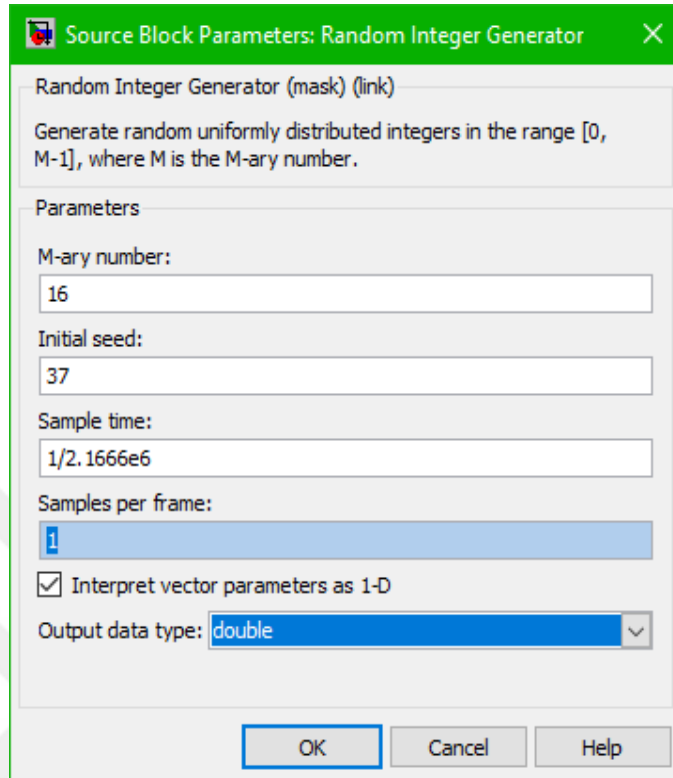 Source Block Parameters: Random Integer Generator
Random Integer Generator (mask) (link)
Generate random uniformly distributed integers in the range [0,
M-1], where M is the M-ary number.
Parameters
M-ary number:
16
Initial seed:
37
Sample time:
1/2.1666e6
Samples per frame:
1
Interpret vector parameters as 1-D
Output data type: double
OK Cancel Help